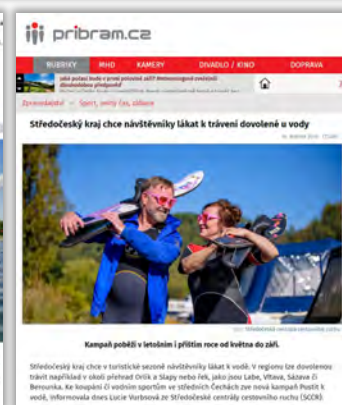 pribram.cz
RUBRIKY MHD KAMERY DIVADLO / KINO DOPRAVA
Zpravodajství Sport, volný čas, zábava
Středočeský kraj chce návštěvníky lákat k trávení dovolené u vody
Kampaň poběží v letošním i příštím roce od května do září.
Středočeský kraj chce v turistické sezoně návštěvníky lákat k vodě. V regionu lze dovolenou
trávit například v okolí přehrad Orlík a Slapy nebo řek, jako jsou Labe, Vltava, Sázava či
Berounka. Ke koupání či vodním sportům ve středních Čechách zve nová kampaň Postit k
vodě, informovala dnes Lucie Vurbsová ze Středočeské centrály cestovního ruchu (SCCR).